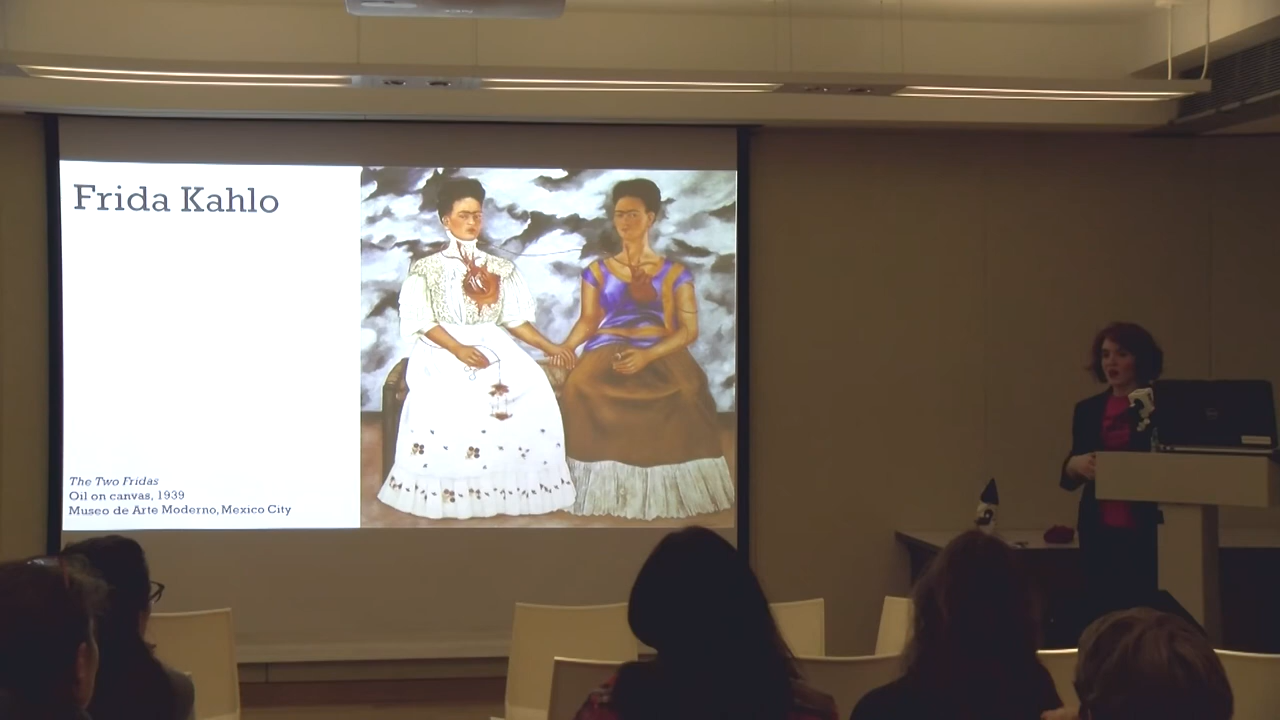 Frida Kahlo
The Two Fridas
Oil on canvas, 1939
Museo de Arte Moderno, Mexico City